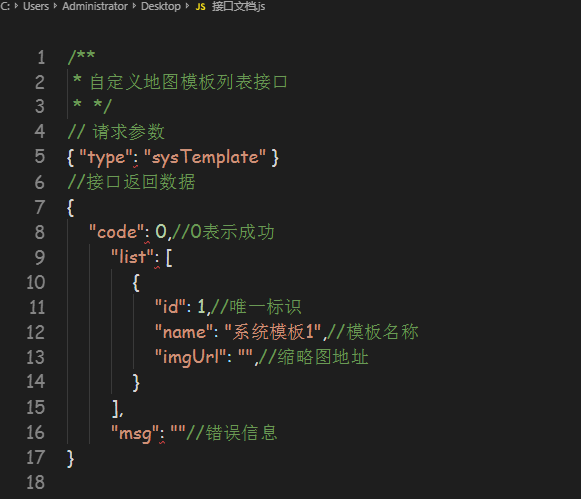 C: > Users > Administrator > Desktop > JS 接口文档.js
1 /**
2 * 自定义地图模板列表接口
3 * */
4 // 请求参数
5 { "type": "sysTemplate" }
6 //接口返回数据
7 {
8 "code": 0,//0表示成功
9 "list": [
10 {
11 "id": 1,//唯一标识
12 "name": "系统模板1",//模板名称
13 "imgUrl": "",//缩略图地址
14 }
15 ],
16 "msg": ""//错误信息
17 }
18